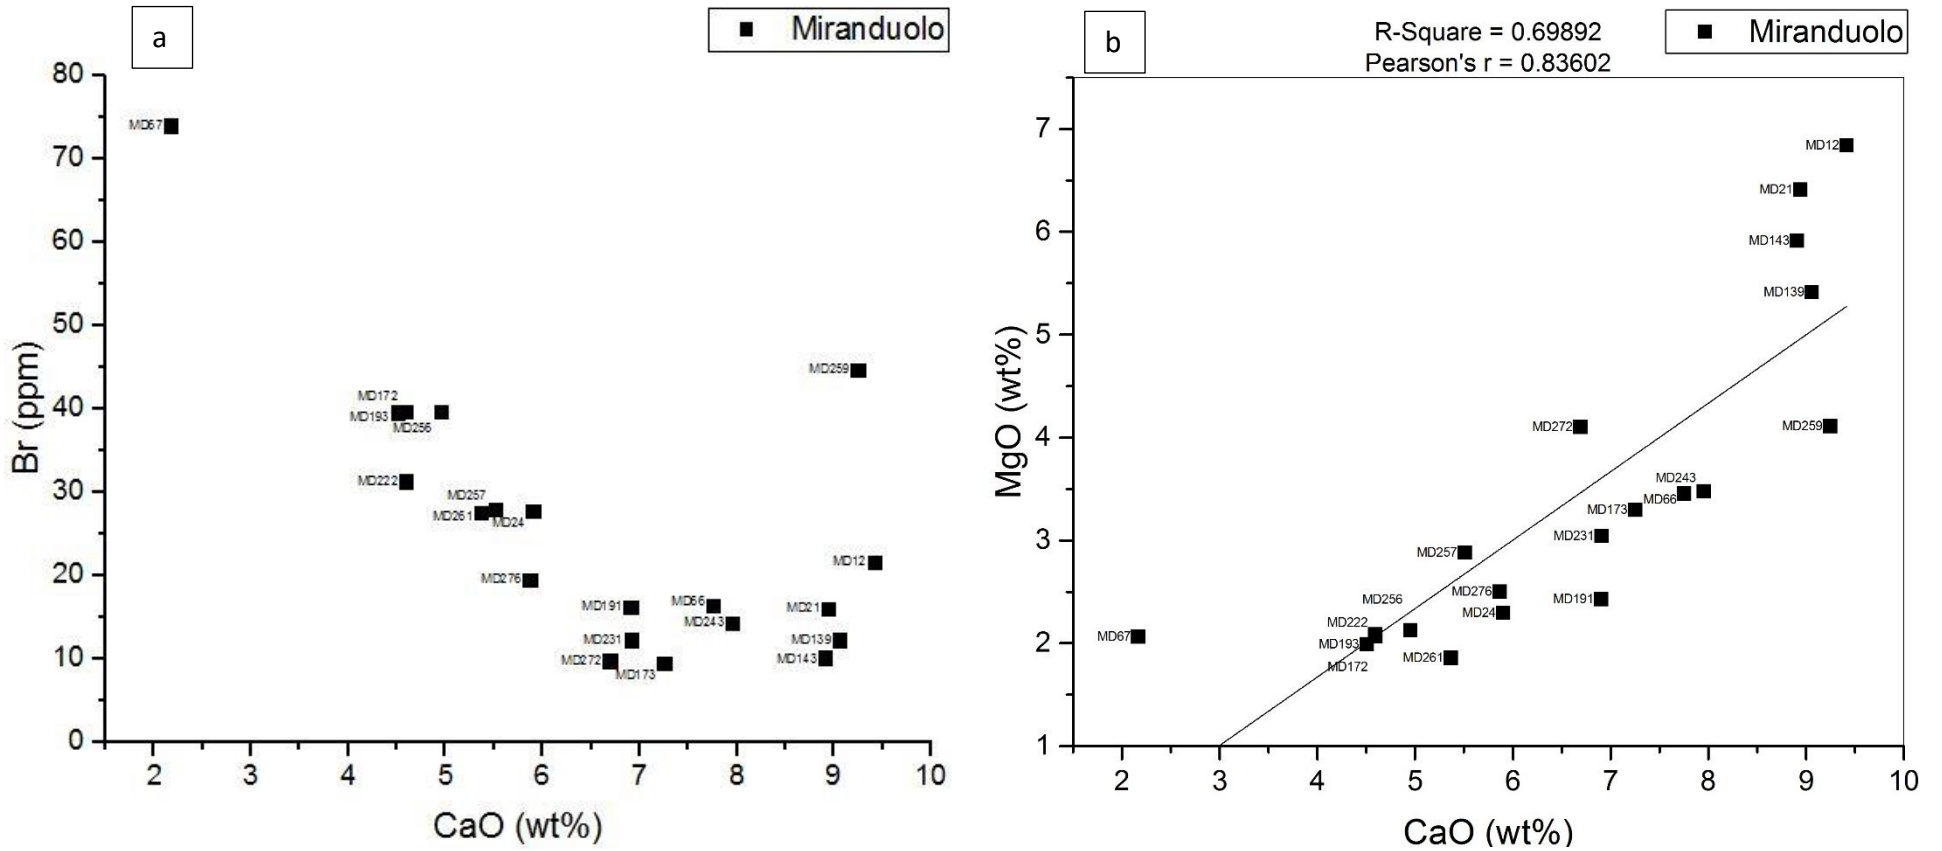 a
Miranduolo
80
70
60
50
40
30
20
10
0
Br (ppm)
MD67
MD259
MD172
MD193
MD256
MD222
MD257
MD261
MD24
MD12
MD276
MD191
MD66
MD21
MD243
MD231
MD139
MD272
MD143
MD173
2 3 4 5 6 7 8 9 10
CaO (wt%)
b
R-Square = 0.69892
Pearson's r = 0.83602
Miranduolo
7
6
5
4
3
2
1
MgO (wt%)
MD12
MD21
MD143
MD139
MD272
MD259
MD243
MD66
MD173
MD231
MD257
MD276
MD256
MD191
MD24
MD222
MD67
MD193
MD261
MD172
2 3 4 5 6 7 8 9 10
CaO (wt%)